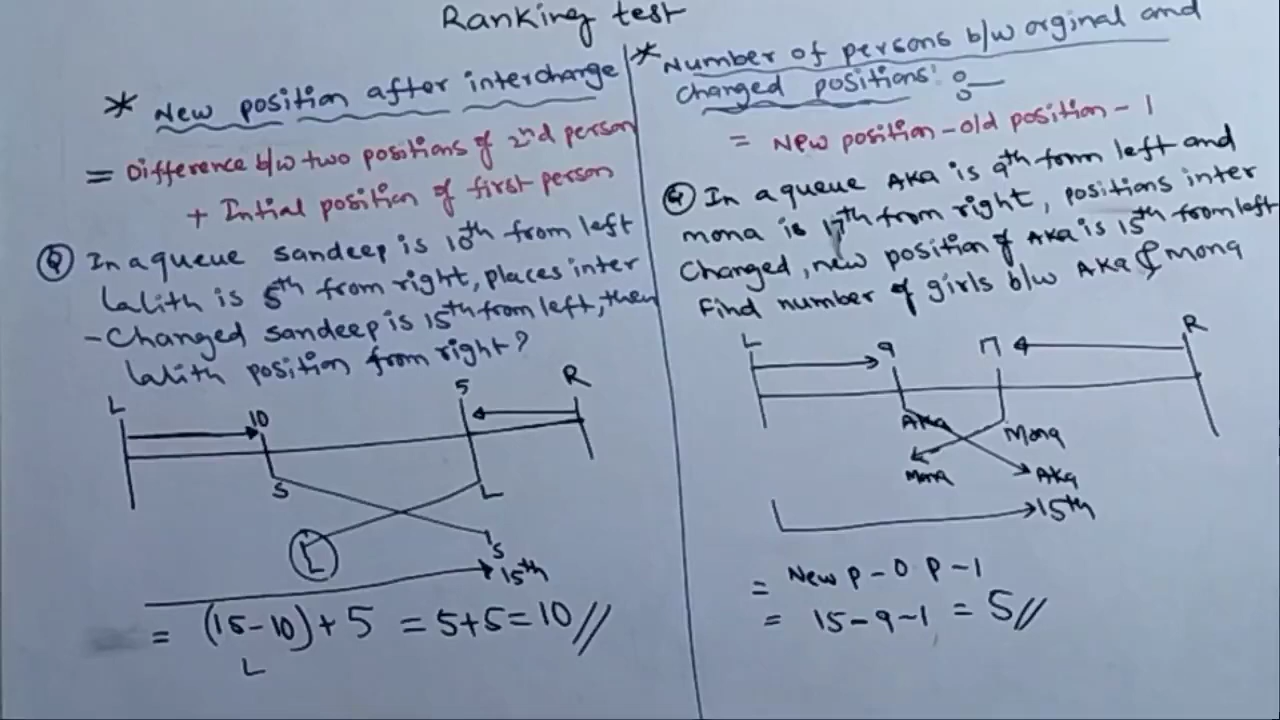 Ranking test
* New position after interchange
= Difference b/w two positions of 2nd person
+ Intial position of first person
Q In a queue sandeep is 10th from left
lalith is 5th from right, places inter
-Changed sandeep is 15th from left, then
lalith position from right?
L 10 5 R
S L
L S
15th
= (15-10)+5 = 5+5=10//
L
* Number of persons b/w orginal and
changed positions:
= New position-old position-1
Q In a queue AKa is 9th form left and
mona is 17th from right, positions inter
Changed, new position of AKa is 15th from left
Find number of girls b/w AKa & mona
L 9 17 R
AKa Mona
Mona AKa
15th
= New P-O P-1
= 15-9-1 = 5//